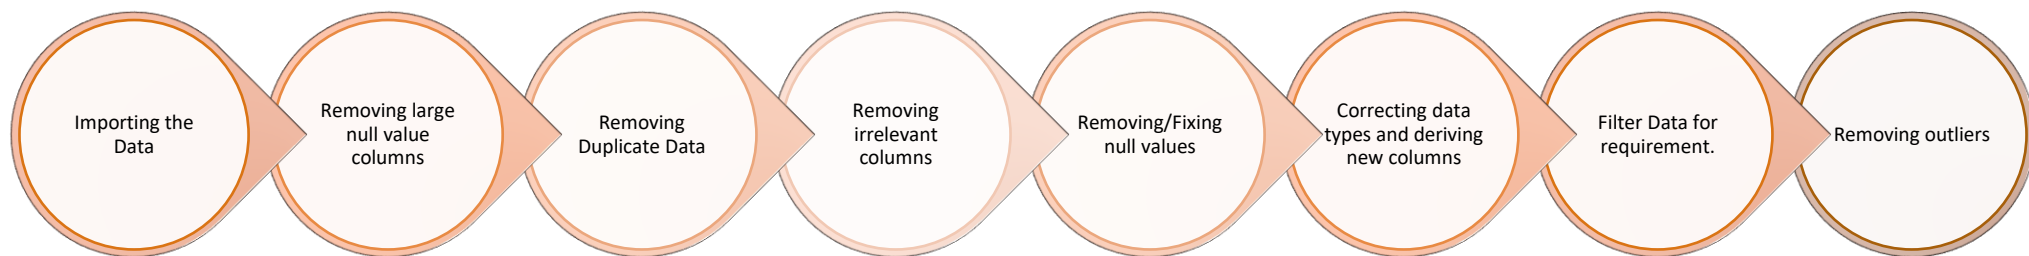 Importing the
Data
Removing large
null value
columns
Removing
Duplicate Data
Removing
irrelevant
columns
Removing/Fixing
null values
Correcting data
types and deriving
new columns
Filter Data for
requirement.
Removing outliers